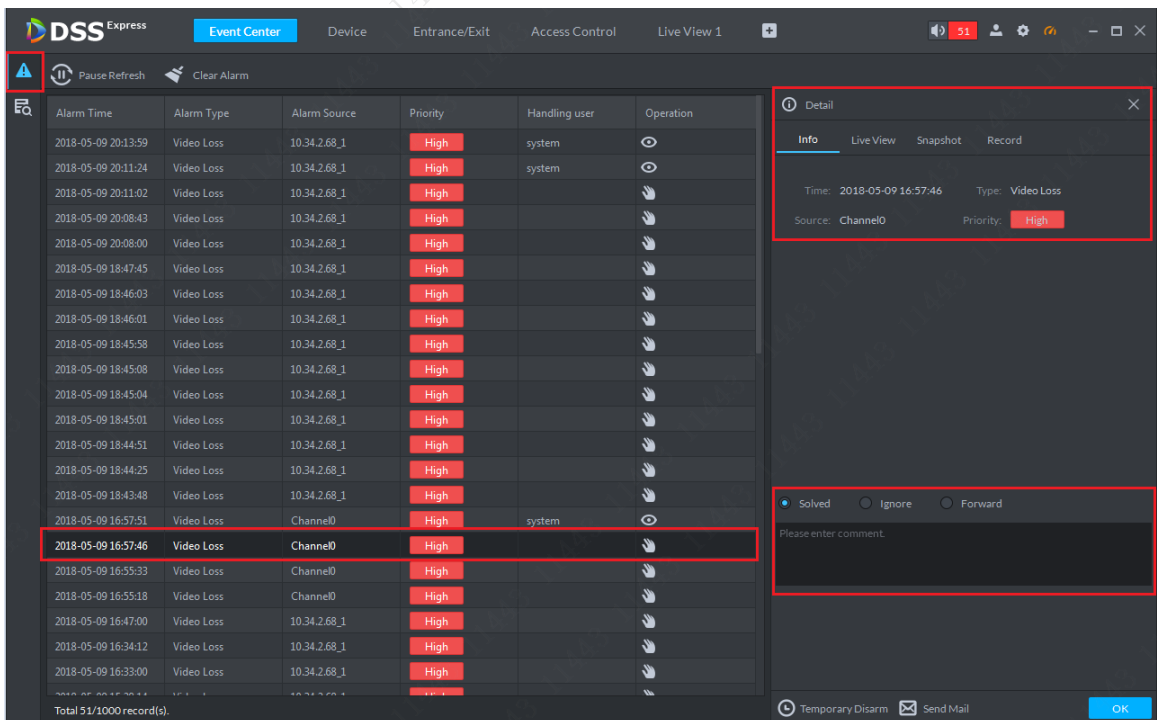 DSS Express Event Center Device Entrance/Exit Access Control Live View 1 51
Pause Refresh Clear Alarm
Alarm Time Alarm Type Alarm Source Priority Handling user Operation
2018-05-09 20:13:59 Video Loss 10.34.2.68_1 High system
2018-05-09 20:11:24 Video Loss 10.34.2.68_1 High system
2018-05-09 20:11:02 Video Loss 10.34.2.68_1 High
2018-05-09 20:08:43 Video Loss 10.34.2.68_1 High
2018-05-09 20:08:00 Video Loss 10.34.2.68_1 High
2018-05-09 18:47:45 Video Loss 10.34.2.68_1 High
2018-05-09 18:46:03 Video Loss 10.34.2.68_1 High
2018-05-09 18:46:01 Video Loss 10.34.2.68_1 High
2018-05-09 18:45:58 Video Loss 10.34.2.68_1 High
2018-05-09 18:45:08 Video Loss 10.34.2.68_1 High
2018-05-09 18:45:04 Video Loss 10.34.2.68_1 High
2018-05-09 18:45:01 Video Loss 10.34.2.68_1 High
2018-05-09 18:44:51 Video Loss 10.34.2.68_1 High
2018-05-09 18:44:25 Video Loss 10.34.2.68_1 High
2018-05-09 18:43:48 Video Loss 10.34.2.68_1 High
2018-05-09 16:57:51 Video Loss Channel0 High system
2018-05-09 16:57:46 Video Loss Channel0 High
2018-05-09 16:55:33 Video Loss Channel0 High
2018-05-09 16:55:18 Video Loss Channel0 High
2018-05-09 16:47:00 Video Loss 10.34.2.68_1 High
2018-05-09 16:34:12 Video Loss 10.34.2.68_1 High
2018-05-09 16:33:00 Video Loss 10.34.2.68_1 High
Total 51/1000 record(s).
Detail
Info Live View Snapshot Record
Time: 2018-05-09 16:57:46 Type: Video Loss
Source: Channel0 Priority: High
Solved Ignore Forward
Please enter comment.
Temporary Disarm Send Mail OK